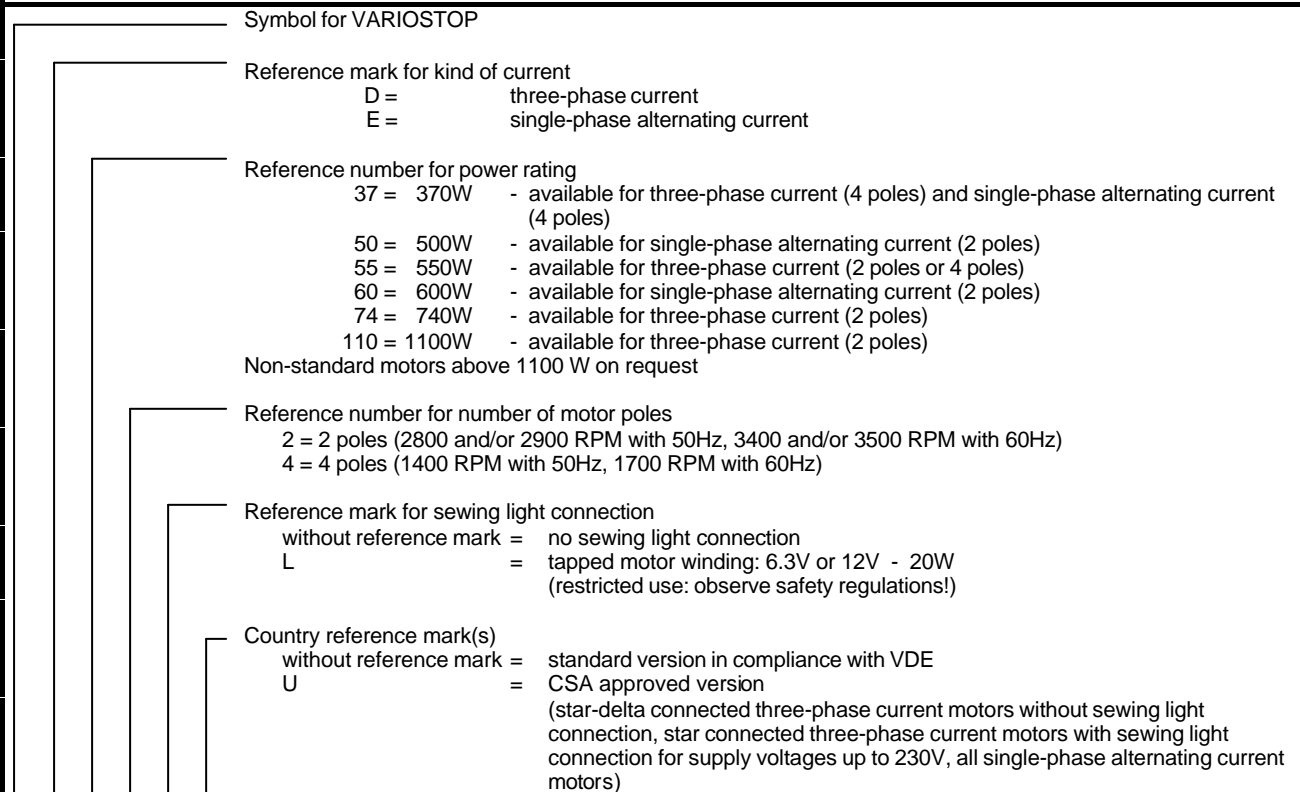 Symbol for VARIOSTOP
Reference mark for kind of current
D = three-phase current
E = single-phase alternating current
Reference number for power rating
37 = 370W - available for three-phase current (4 poles) and single-phase alternating current
(4 poles)
50 = 500W - available for single-phase alternating current (2 poles)
55 = 550W - available for three-phase current (2 poles or 4 poles)
60 = 600W - available for single-phase alternating current (2 poles)
74 = 740W - available for three-phase current (2 poles)
110 = 1100W - available for three-phase current (2 poles)
Non-standard motors above 1100 W on request
Reference number for number of motor poles
2 = 2 poles (2800 and/or 2900 RPM with 50Hz, 3400 and/or 3500 RPM with 60Hz)
4 = 4 poles (1400 RPM with 50Hz, 1700 RPM with 60Hz)
Reference mark for sewing light connection
without reference mark = no sewing light connection
L = tapped motor winding: 6.3V or 12V - 20W
(restricted use: observe safety regulations!)
Country reference mark(s)
without reference mark = standard version in compliance with VDE
U = CSA approved version
(star-delta connected three-phase current motors without sewing light
connection, star connected three-phase current motors with sewing light
connection for supply voltages up to 230V, all single-phase alternating current
motors)